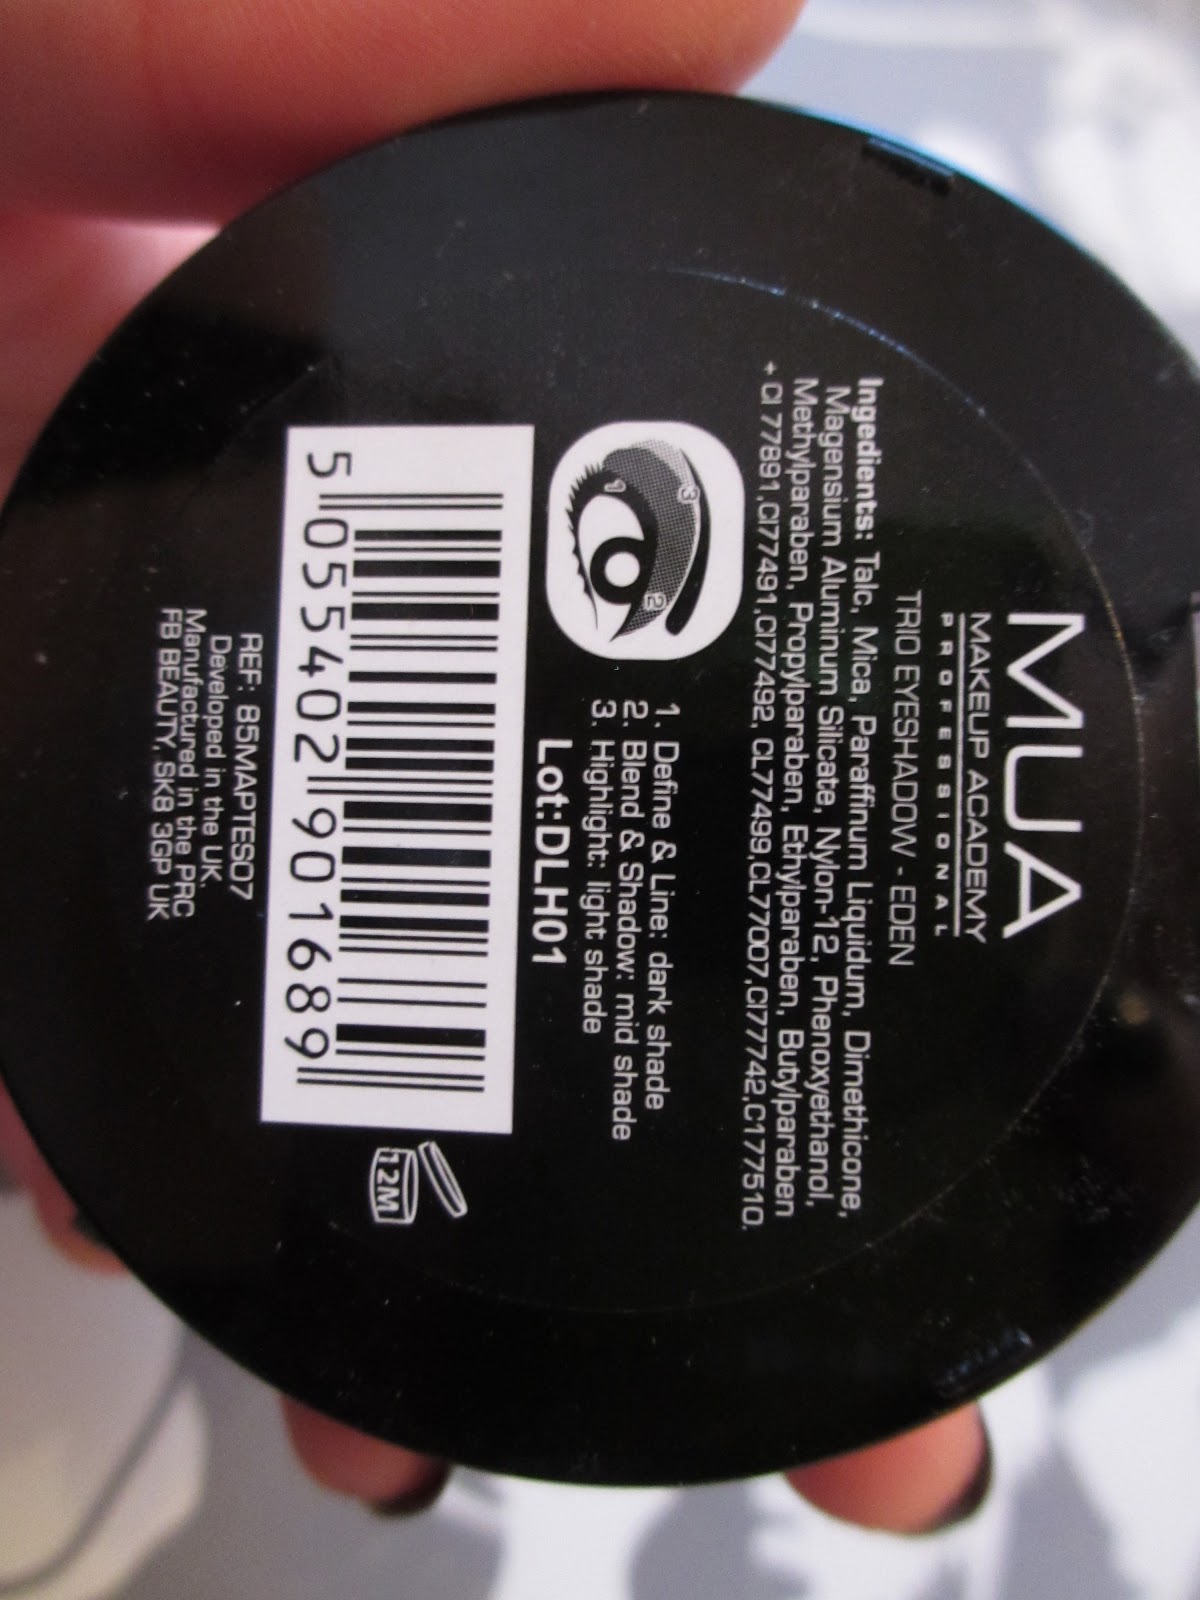 MUA
MAKEUP ACADEMY
PROFESSIONAL
TRIO EYESHADOW - EDEN
Ingedients: Talc, Mica, Paraffinum Liquidum, Dimethicone,
Magensium Aluminum Silicate, Nylon-12, Phenoxyethanol,
Methylparaben, Propylparaben, Ethylparaben, Butylparaben
+ CI 77891,CI77491,CI77492, CL77499,CL77007,CI77742,C177510.
3
1
2
1. Define & Line: dark shade
2. Blend & Shadow: mid shade
3. Highlight: light shade
Lot:DLH01
5 055402 901689
12M
REF: 85MAPTES07
Developed in the UK.
Manufactured in the PRC
FB BEAUTY, SK8 3GP UK